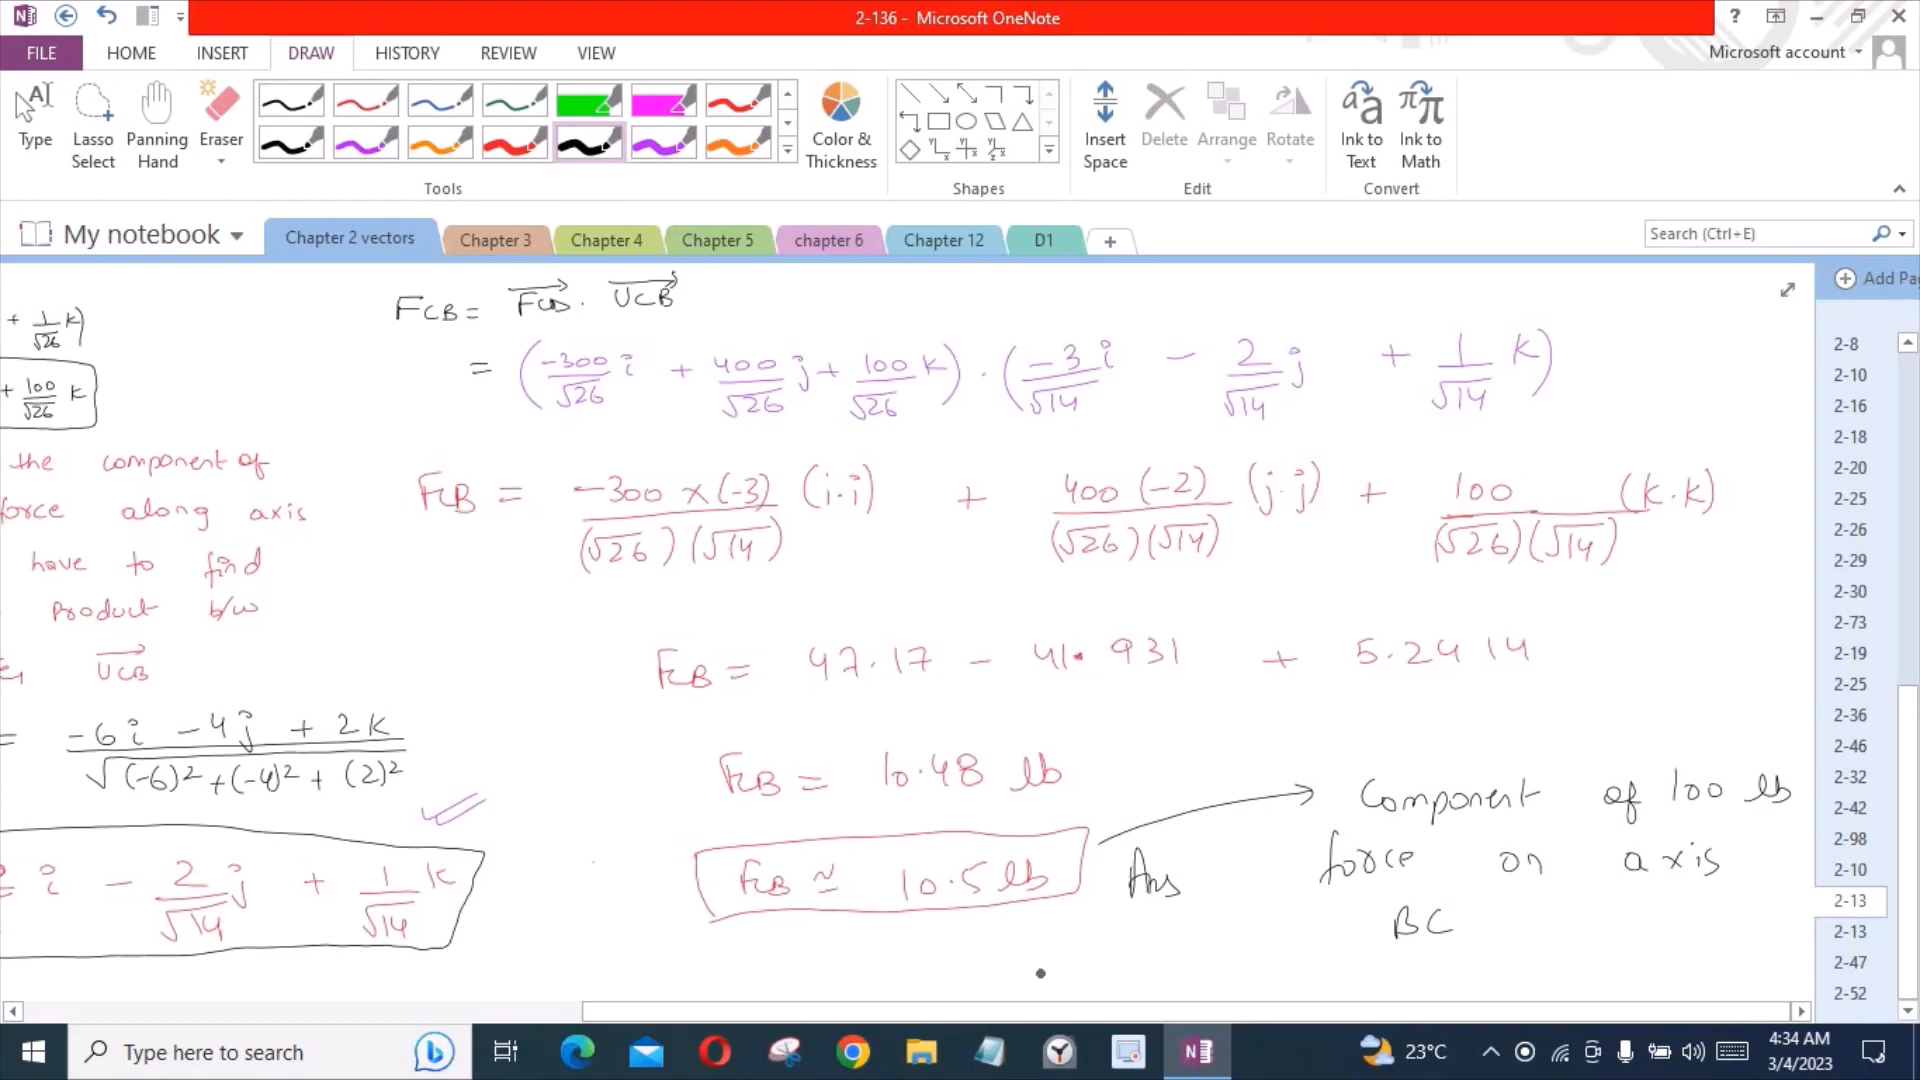 2-136 - Microsoft OneNote
?
FILE HOME INSERT DRAW HISTORY REVIEW VIEW
Microsoft account
Type
Lasso Select
Panning Hand
Eraser
Color & Thickness
Insert Space
Delete
Arrange
Rotate
Ink to Text
Ink to Math
Tools
Shapes
Edit
Convert
My notebook
Chapter 2 vectors
Chapter 3
Chapter 4
Chapter 5
chapter 6
Chapter 12
D1
+
Search (Ctrl+E)
Add Pa
2-8
2-10
2-16
2-18
2-20
2-25
2-26
2-29
2-30
2-73
2-19
2-25
2-36
2-46
2-32
2-42
2-98
2-10
2-13
2-13
2-47
2-52
+ 1/√26 k)
+ 100/√26 k
the component of
force along axis
have to find
Product b/w
UCB
= -6i -4j + 2k / √(-6)² + (-4)² + (2)²
i - 2/√14 j + 1/√14 k
FCB = FCD . UCB
= (-300/√26 i + 400/√26 j + 100/√26 k) . (-3/√14 i - 2/√14 j + 1/√14 k)
FCB = -300 x (-3)/(√26)(√14) (i.i) + 400 (-2)/(√26)(√14) (j.j) + 100/(√26)(√14) (k.k)
FCB = 47.17 - 41.931 + 5.2414
FCB = 10.48 lb
FCB ≃ 10.5 lb
Ans
Component of 100 lb
force on axis
BC
Type here to search
23°C
4:34 AM
3/4/2023